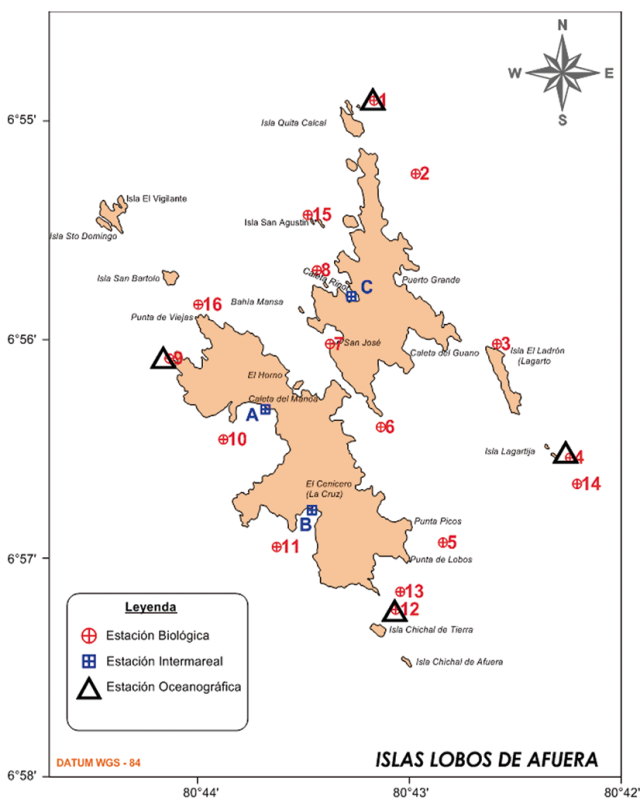 N
W E
S
1
6°55'
Isla Quita Calcal
2
Isla El Vigilante
15
Isla San Agustin
Isla Sto Domingo
8
Isla San Bartolo
C
Puerto Grande
16
Bahía Mansa
Punta de Viejas
6°56'
7
San José
3
Isla El Ladrón
(Lagarto
Caleta del Guano
9
El Horno
Caleta del Manoa
A
6
10
Isla Lagartija
4
14
El Cenicero
(La Cruz)
B
Punta Picos
11
5
6°57'
Punta de Lobos
13
12
Isla Chichal de Tierra
Isla Chichal de Afuera
Leyenda
Estación Biológica
Estación Intermareal
Estación Oceanográfica
DATUM WGS - 84
ISLAS LOBOS DE AFUERA
6°58'
80°44' 80°43' 80°42'